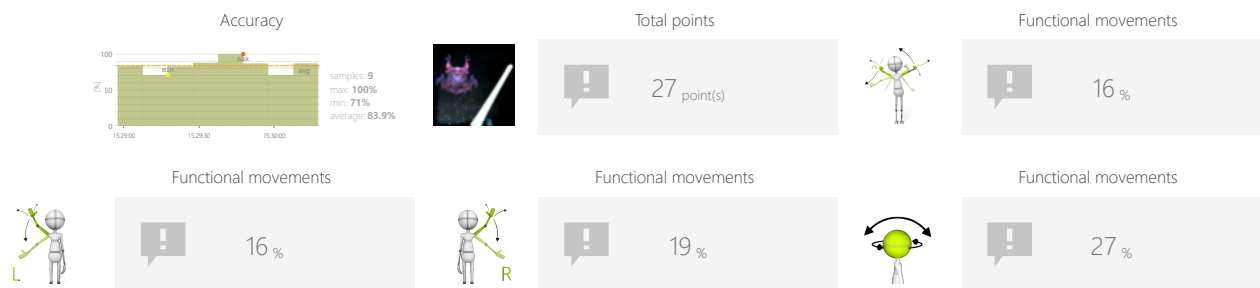 Accuracy
Total points
Functional movements
100
50
0
[%]
min
max
avg
15:29:00
15:29:30
15:30:00
samples: 9
max: 100%
min: 71%
average: 83.9%
27 point(s)
16 %
Functional movements
Functional movements
Functional movements
L
16 %
R
19 %
27 %